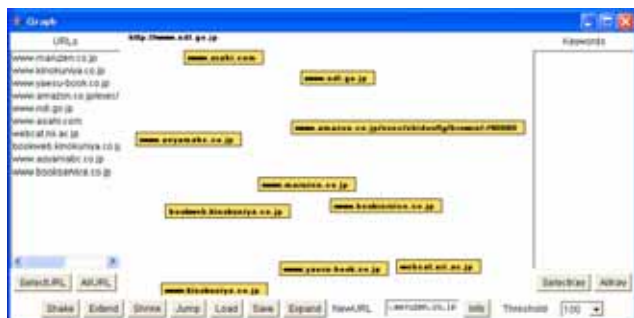 Graph
URLs
http://www.ndl.go.jp
Keywords
www.maruzen.co.jp
www.kinokuniya.co.jp
www.yaesu-book.co.jp
www.amazon.co.jp/exec/
www.ndl.go.jp
www.asahi.com
webcat.nii.ac.jp
bookweb.kinokuniya.co.jp
www.aoyamabc.co.jp
www.bookservice.co.jp
www.asahi.com
www.ndl.go.jp
www.amazon.co.jp/exec/obidos/tg/browse/-/
www.aoyamabc.co.jp
www.maruzen.co.jp
bookweb.kinokuniya.co.jp
www.bookservice.co.jp
www.yaesu-book.co.jp
webcat.nii.ac.jp
www.kinokuniya.co.jp
SelectURL AllURL
SelectKey AllKey
Shake Extend Shrink Jump Load Save Expand NewURL .maruzen.co.jp Info Threshold 100